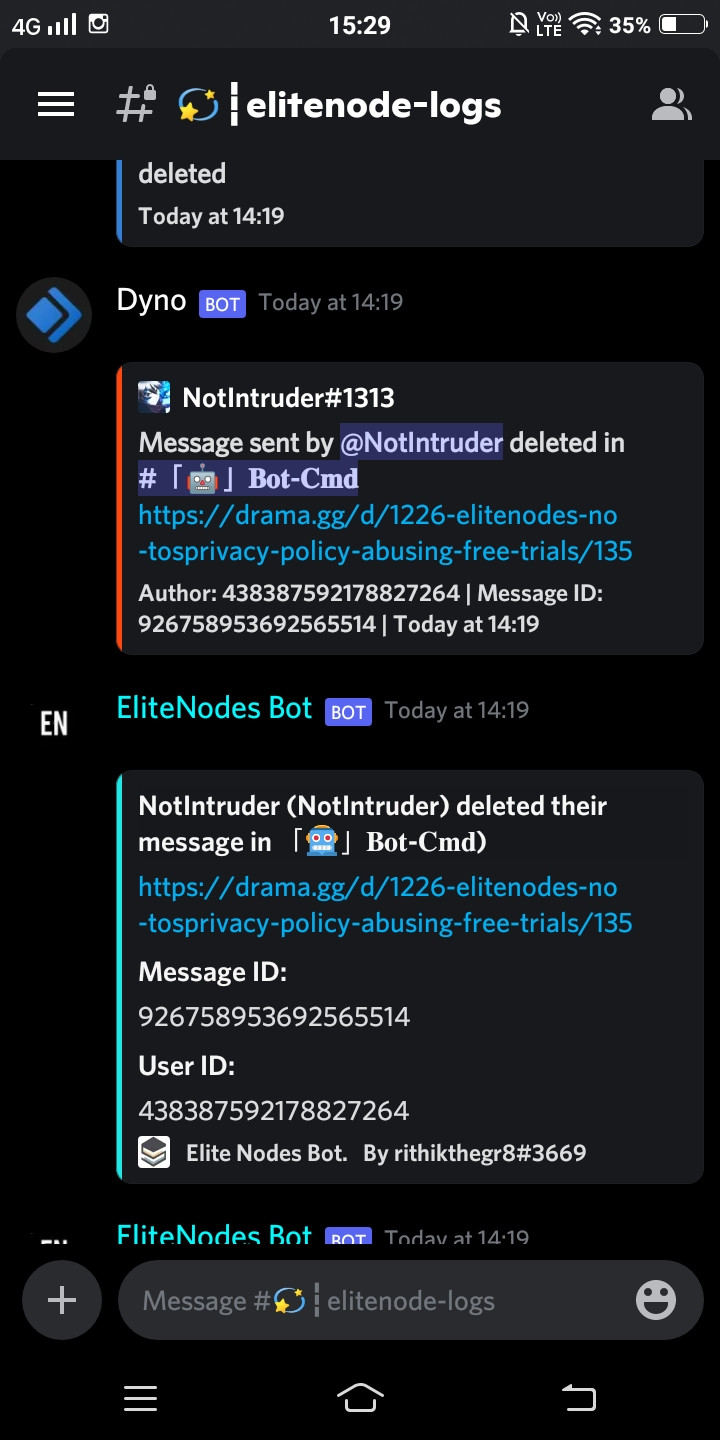 4G 15:29 Vo)) LTE 35%
# ¦ elitenode-logs
deleted
Today at 14:19
Dyno BOT Today at 14:19
NotIntruder#1313
Message sent by @NotIntruder deleted in
#「🤖」𝐁𝐨𝐭-𝐂𝐦𝐝
https://drama.gg/d/1226-elitenodes-no
-tosprivacy-policy-abusing-free-trials/135
Author: 438387592178827264 | Message ID:
926758953692565514 | Today at 14:19
EN
EliteNodes Bot BOT Today at 14:19
NotIntruder (NotIntruder) deleted their
message in 「🤖」𝐁𝐨𝐭-𝐂𝐦𝐝)
https://drama.gg/d/1226-elitenodes-no
-tosprivacy-policy-abusing-free-trials/135
Message ID:
926758953692565514
User ID:
438387592178827264
Elite Nodes Bot. By rithikthegr8#3669
EN
EliteNodes Bot BOT Today at 14:19
Message #💫¦elitenode-logs